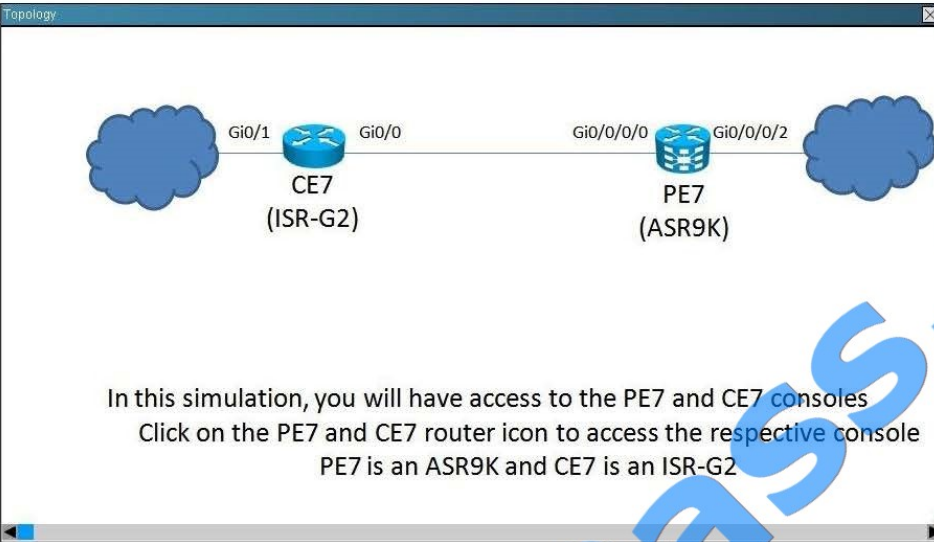 Topology
Gi0/1
Gi0/0
Gi0/0/0/0
Gi0/0/0/2
CE7
(ISR-G2)
PE7
(ASR9K)
In this simulation, you will have access to the PE7 and CE7 consoles
Click on the PE7 and CE7 router icon to access the respective console
PE7 is an ASR9K and CE7 is an ISR-G2
ass